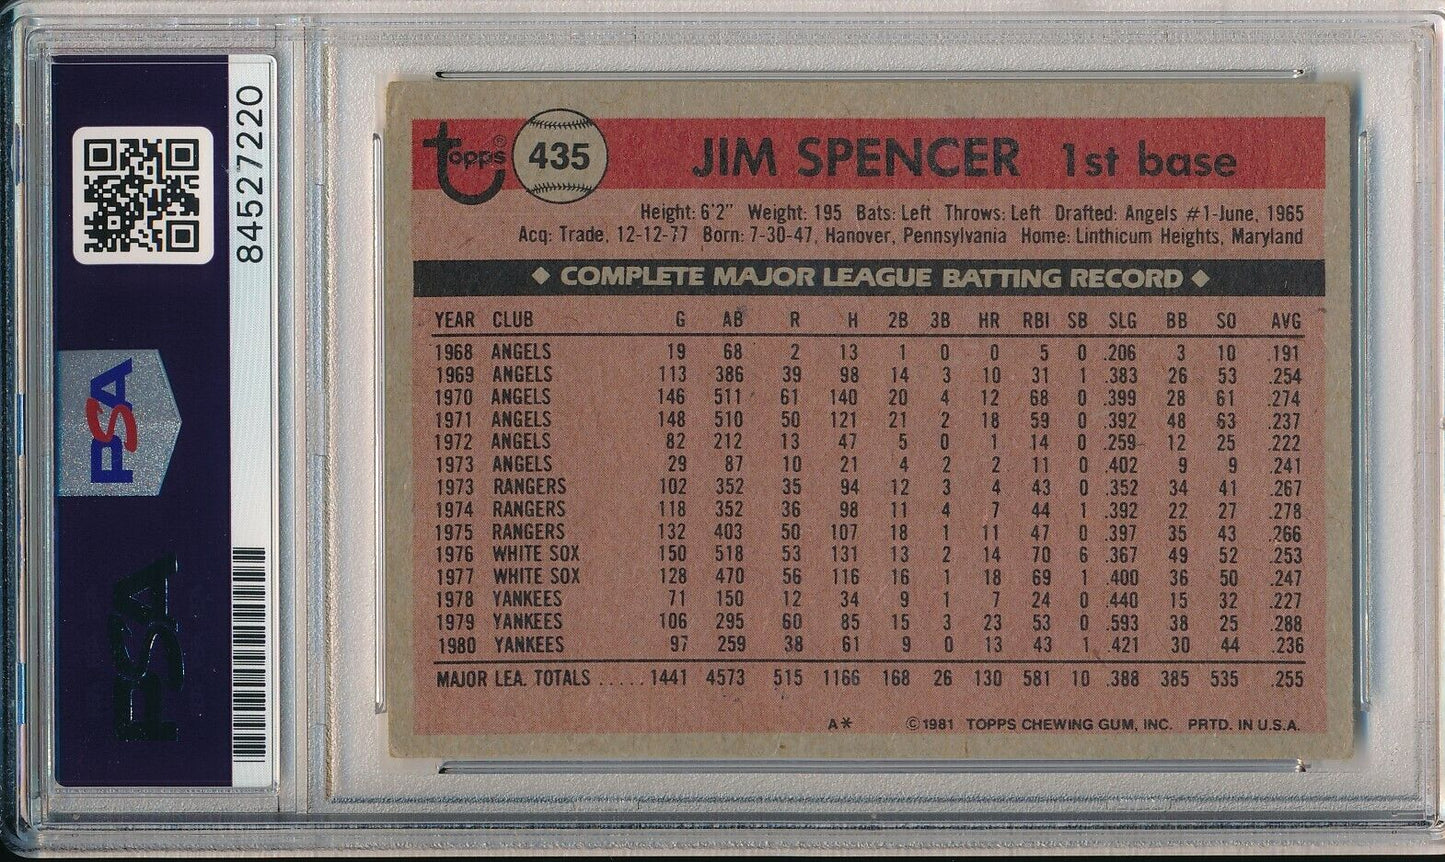 84527220
PSA
PSA
Topps® 435 JIM SPENCER 1st base
Height: 6'2" Weight: 195 Bats: Left Throws: Left Drafted: Angels #1-June, 1965
Acq: Trade, 12-12-77 Born: 7-30-47, Hanover, Pennsylvania Home: Linthicum Heights, Maryland
◆ COMPLETE MAJOR LEAGUE BATTING RECORD ◆
YEAR CLUB G AB R H 2B 3B HR RBI SB SLG BB SO AVG
1968 ANGELS 19 68 2 13 1 0 0 5 0 .206 3 10 .191
1969 ANGELS 113 386 39 98 14 3 10 31 1 .383 26 53 .254
1970 ANGELS 146 511 61 140 20 4 12 68 0 .399 28 61 .274
1971 ANGELS 148 510 50 121 21 2 18 59 0 .392 48 63 .237
1972 ANGELS 82 212 13 47 5 0 1 14 0 .259 12 25 .222
1973 ANGELS 29 87 10 21 4 2 2 11 0 .402 9 9 .241
1973 RANGERS 102 352 35 94 12 3 4 43 0 .352 34 41 .267
1974 RANGERS 118 352 36 98 11 4 7 44 1 .392 22 27 .278
1975 RANGERS 132 403 50 107 18 1 11 47 0 .397 35 43 .266
1976 WHITE SOX 150 518 53 131 13 2 14 70 6 .367 49 52 .253
1977 WHITE SOX 128 470 56 116 16 1 18 69 1 .400 36 50 .247
1978 YANKEES 71 150 12 34 9 1 7 24 0 .440 15 32 .227
1979 YANKEES 106 295 60 85 15 3 23 53 0 .593 38 25 .288
1980 YANKEES 97 259 38 61 9 0 13 43 1 .421 30 44 .236
MAJOR LEA. TOTALS ..... 1441 4573 515 1166 168 26 130 581 10 .388 385 535 .255
A* © 1981 TOPPS CHEWING GUM, INC. PRTD. IN U.S.A.